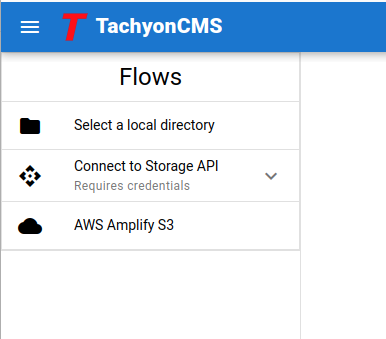 T TachyonCMS
Flows
Select a local directory
Connect to Storage API
Requires credentials
AWS Amplify S3